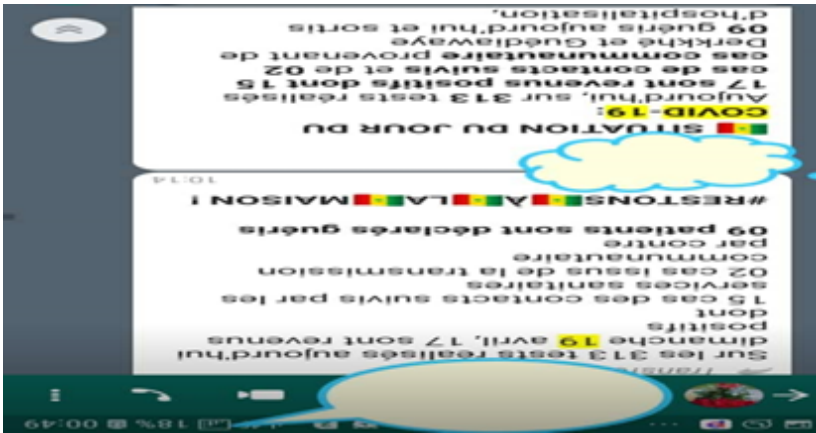 18% 00:49
Transféré
Sur les 313 tests réalisés aujourd'hui
dimanche 19 avril, 17 sont revenus
positifs
dont
15 cas des contacts suivis par les
services sanitaires
02 cas issus de la transmission
communautaire
par contre
09 patients sont déclarés guéris
#RESTONS🇸🇳À🇸🇳LA🇸🇳MAISON !
10:14
🇸🇳 SITUATION DU JOUR DU
COVID-19:
Aujourd'hui, sur 313 tests réalisés
17 sont revenus positifs dont 15
cas de contacts suivis et de 02
cas communautaire provenant de
Derkkhé et Guédiawaye
09 guéris aujourd'hui et sortis
d'hospitalisation.